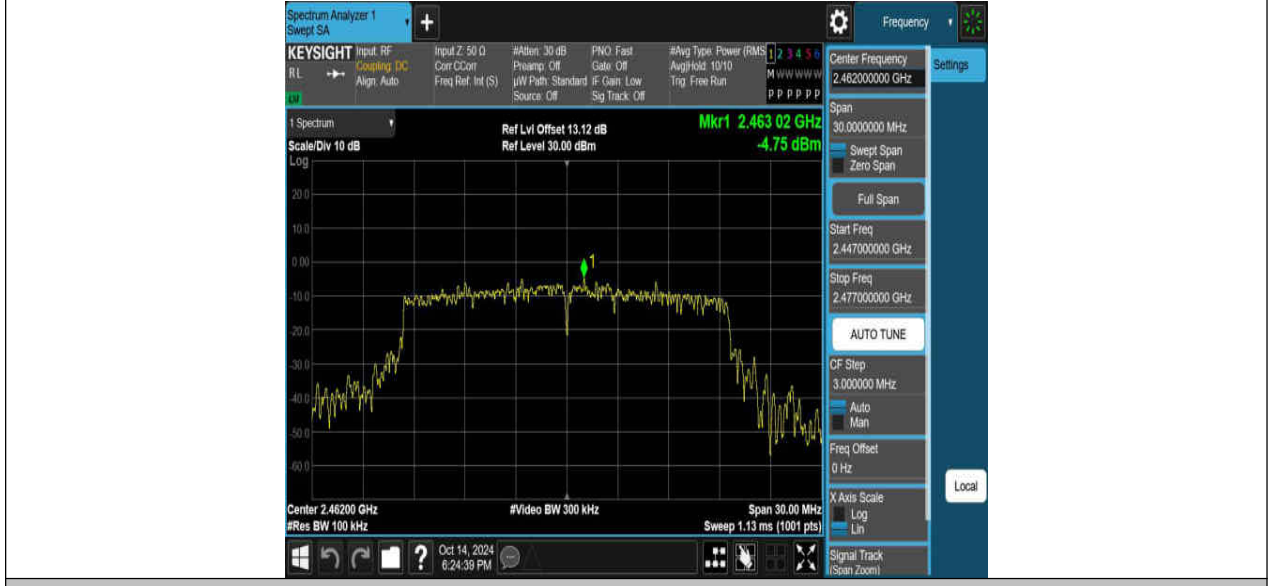 Spectrum Analyzer 1
Swept SA
+
Frequency
KEYSIGHT
RL
LXI
Input: RF
Coupling: DC
Align: Auto
Input Z: 50 Ω
Corr CCorr
Freq Ref: Int (S)
#Atten: 30 dB
Preamp: Off
µW Path: Standard
Source: Off
PNO: Fast
Gate: Off
IF Gain: Low
Sig Track: Off
#Avg Type: Power (RMS
Avg|Hold: 10/10
Trig: Free Run
1 2 3 4 5 6
M W W W W W
P P P P P P
1 Spectrum
Scale/Div 10 dB
Log
Ref Lvl Offset 13.12 dB
Ref Level 30.00 dBm
Mkr1 2.463 02 GHz
-4.75 dBm
20.0
10.0
0.00
-10.0
-20.0
-30.0
-40.0
-50.0
-60.0
1
Center 2.46200 GHz
#Res BW 100 kHz
#Video BW 300 kHz
Span 30.00 MHz
Sweep 1.13 ms (1001 pts)
Center Frequency
2.462000000 GHz
Settings
Span
30.0000000 MHz
Swept Span
Zero Span
Full Span
Start Freq
2.447000000 GHz
Stop Freq
2.477000000 GHz
AUTO TUNE
CF Step
3.000000 MHz
Auto
Man
Freq Offset
0 Hz
X Axis Scale
Log
Lin
Local
Signal Track
(Span Zoom)
?
Oct 14, 2024
6:24:39 PM